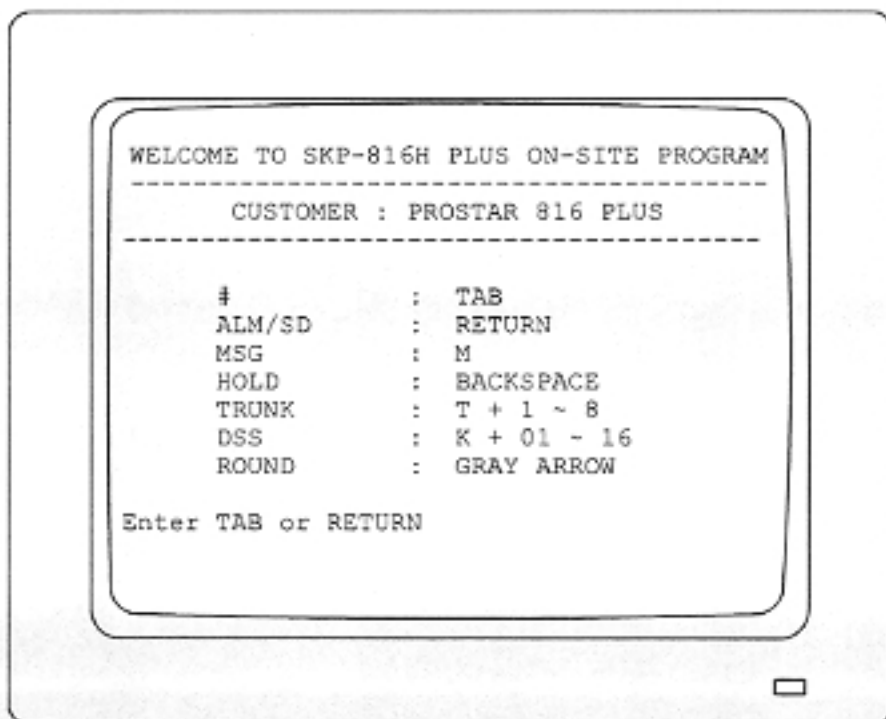 WELCOME TO SKP-816H PLUS ON-SITE PROGRAM
----------------------------------------
CUSTOMER : PROSTAR 816 PLUS
----------------------------------------
# : TAB
ALM/SD : RETURN
MSG : M
HOLD : BACKSPACE
TRUNK : T + 1 ~ 8
DSS : K + 01 ~ 16
ROUND : GRAY ARROW
Enter TAB or RETURN